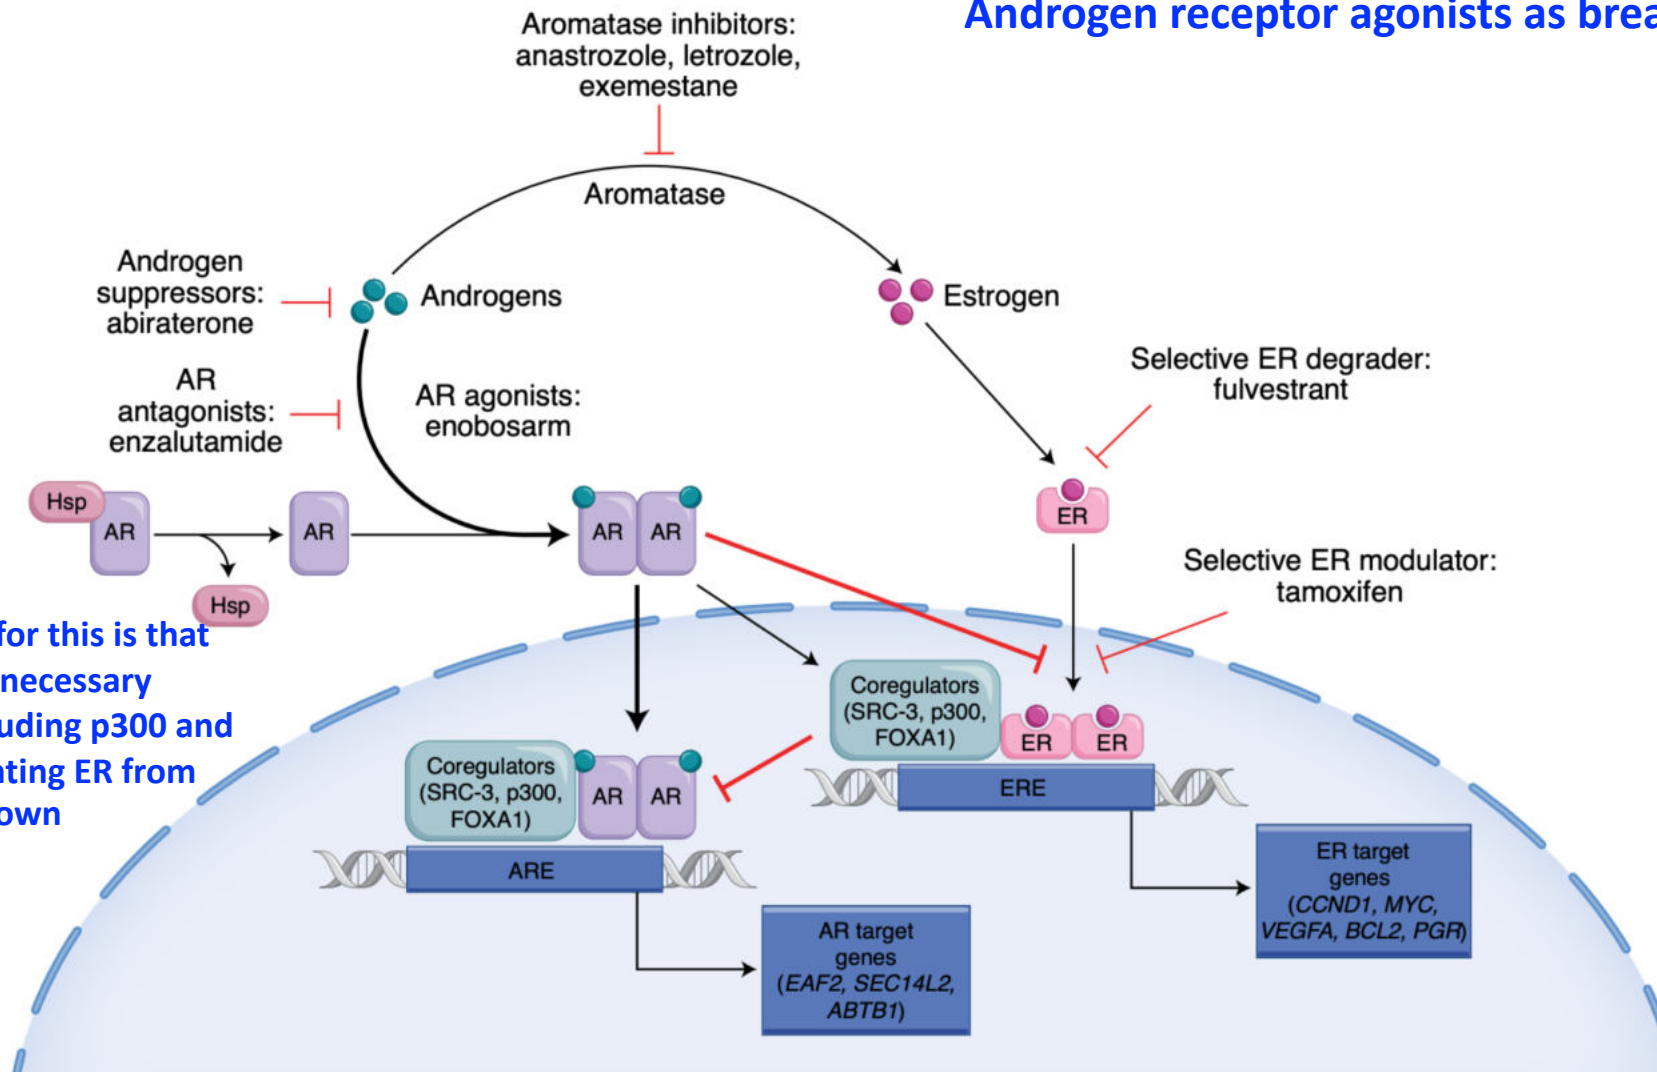 Androgen receptor agonists as brea
Aromatase inhibitors:
anastrozole, letrozole,
exemestane
Aromatase
Androgen
suppressors:
abiraterone
Androgens
Estrogen
AR
antagonists:
enzalutamide
AR agonists:
enobosarm
Selective ER degrader:
fulvestrant
Hsp
AR
Hsp
AR
AR
AR
ER
Selective ER modulator:
tamoxifen
for this is that
necessary
uding p300 and
nting ER from
own
Coregulators
(SRC-3, p300,
FOXA1)
ER
ER
ERE
Coregulators
(SRC-3, p300,
FOXA1)
AR
AR
ARE
ER target
genes
(CCND1, MYC,
VEGFA, BCL2, PGR)
AR target
genes
(EAF2, SEC14L2,
ABTB1)